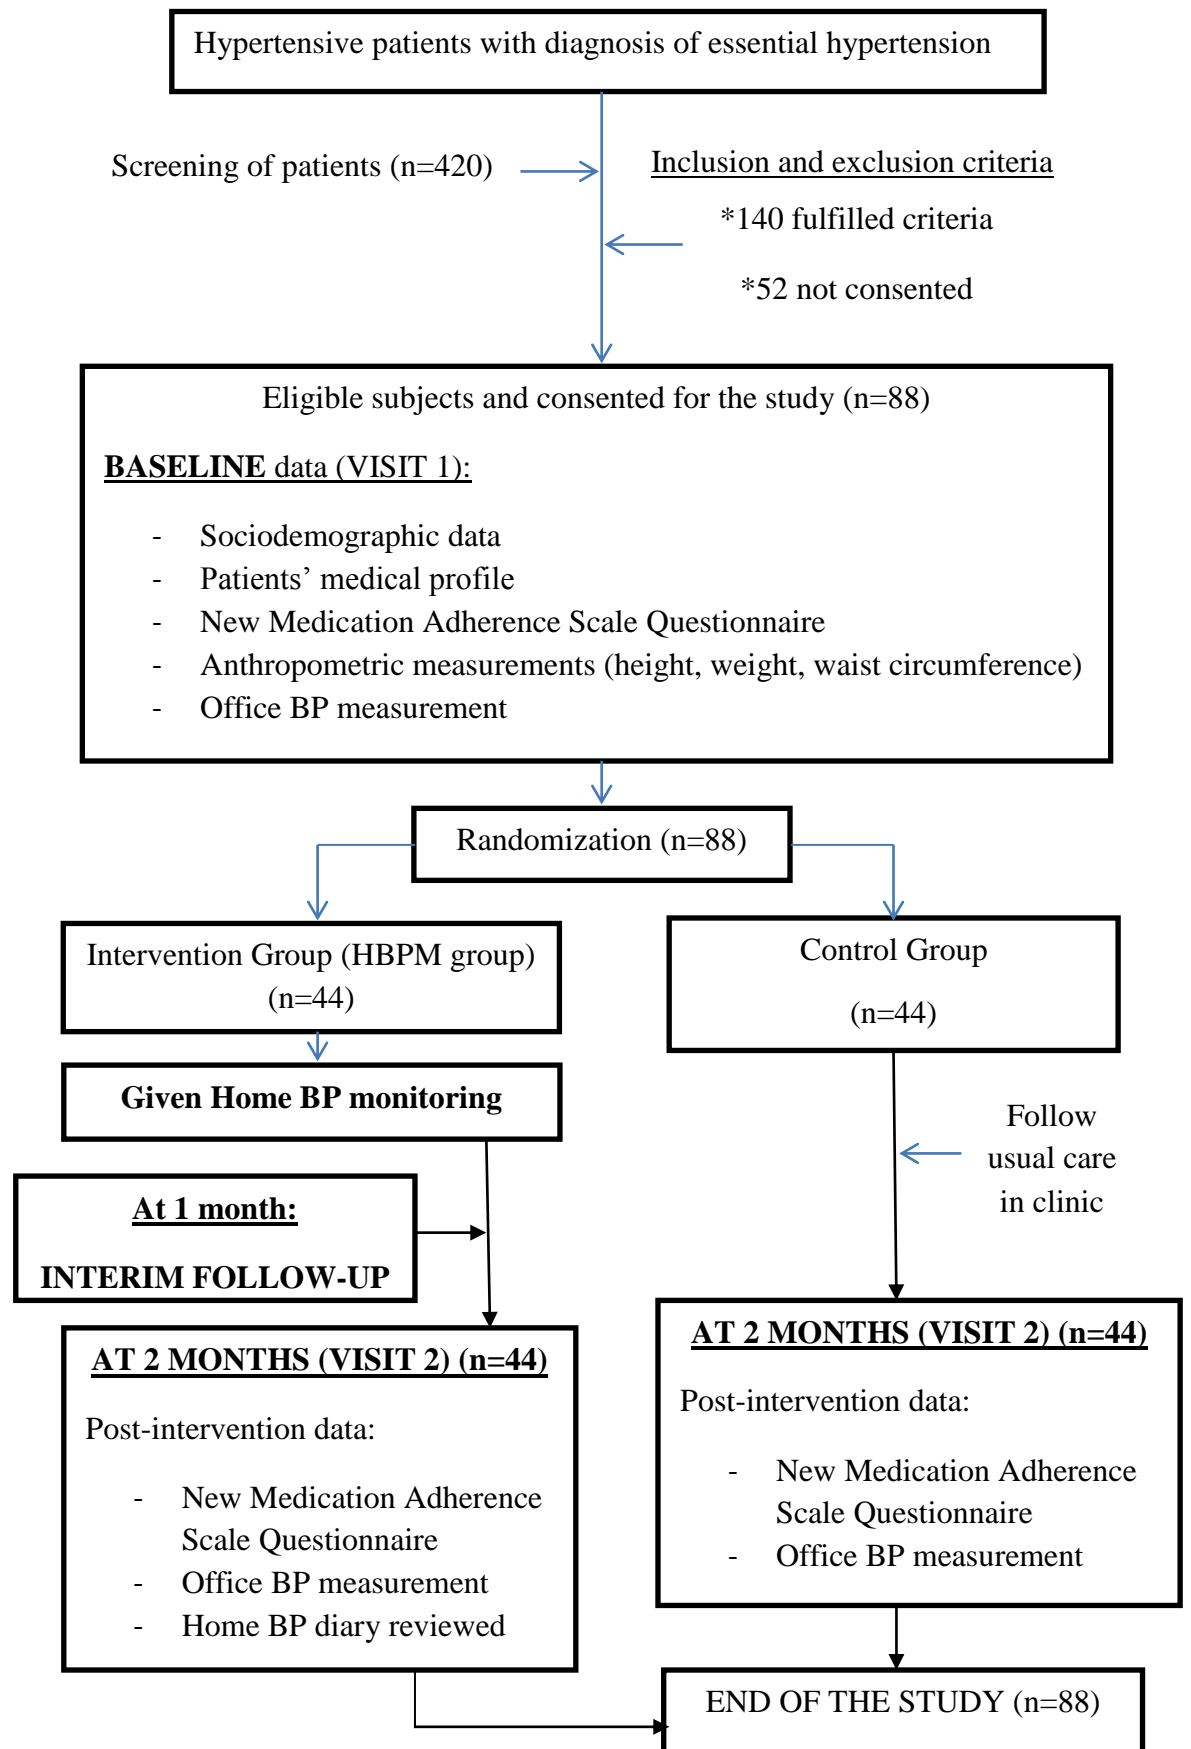 Hypertensive patients with diagnosis of essential hypertension
Screening of patients (n=420)
Inclusion and exclusion criteria
*140 fulfilled criteria
*52 not consented
Eligible subjects and consented for the study (n=88)
BASELINE data (VISIT 1):
- Sociodemographic data
- Patients’ medical profile
- New Medication Adherence Scale Questionnaire
- Anthropometric measurements (height, weight, waist circumference)
- Office BP measurement
Randomization (n=88)
Intervention Group (HBPM group)
(n=44)
Control Group
(n=44)
Given Home BP monitoring
Follow
usual care
in clinic
At 1 month:
INTERIM FOLLOW-UP
AT 2 MONTHS (VISIT 2) (n=44)
Post-intervention data:
- New Medication Adherence
Scale Questionnaire
- Office BP measurement
- Home BP diary reviewed
AT 2 MONTHS (VISIT 2) (n=44)
Post-intervention data:
- New Medication Adherence
Scale Questionnaire
- Office BP measurement
END OF THE STUDY (n=88)